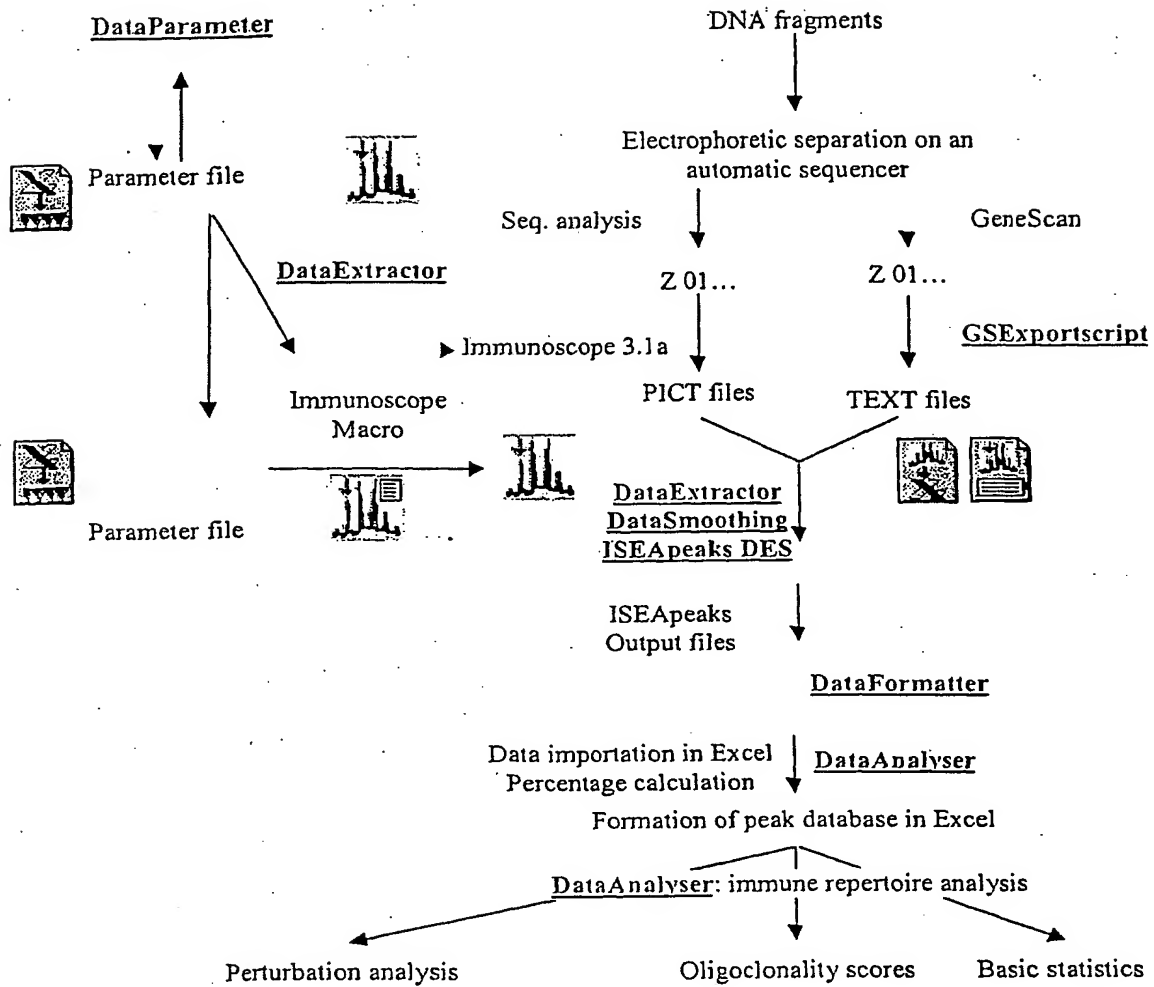 DataParameter
DNA fragments
Electrophoretic separation on an
automatic sequencer
Parameter file
Seq. analysis
GeneScan
DataExtractor
Z 01...
Z 01...
GSExportscript
Immunoscope 3.1a
PICT files
TEXT files
Immunoscope
Macro
DataExtractor
DataSmoothing
ISEApeaks DES
Parameter file
ISEApeaks
Output files
DataFormatter
Data importation in Excel
Percentage calculation
DataAnalyser
Formation of peak database in Excel
DataAnalyser: immune repertoire analysis
Perturbation analysis
Oligoclonality scores
Basic statistics